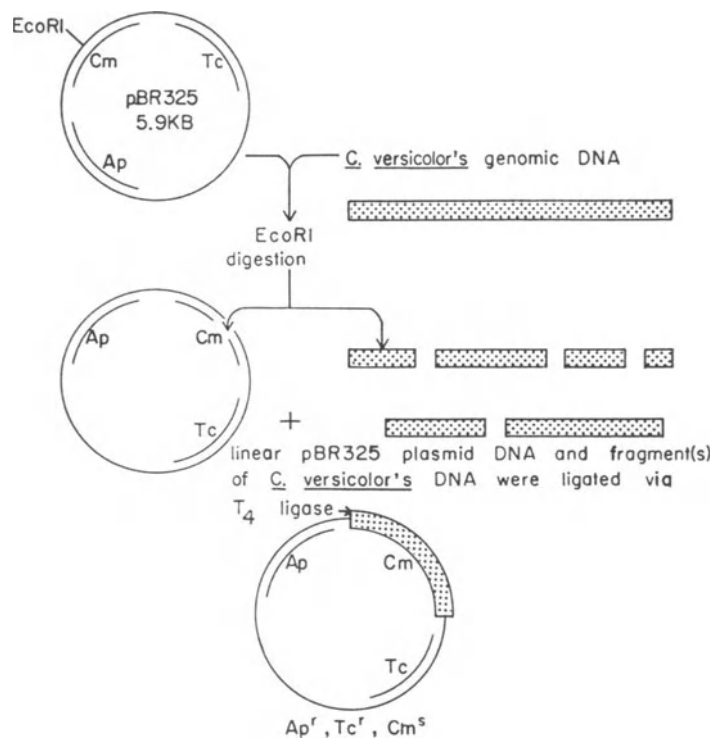 EcoRI
Cm Tc
pBR325
5.9KB
Ap
C. versicolor's genomic DNA
EcoRI
digestion
Ap Cm
Tc
+
linear pBR325 plasmid DNA and fragment(s)
of C. versicolor's DNA were ligated via
T4 ligase
Ap Cm
Tc
Apʳ, Tcʳ, Cmˢ